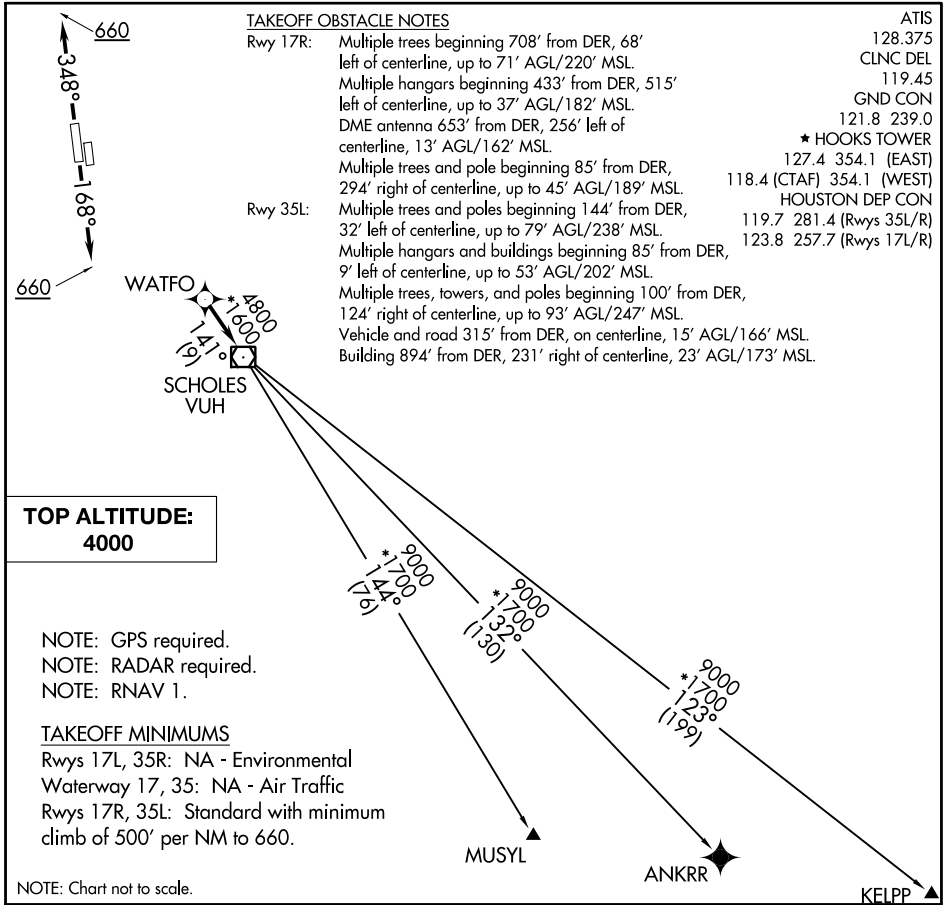 660
348°
168°
660
TAKEOFF OBSTACLE NOTES
Rwy 17R: Multiple trees beginning 708' from DER, 68'
left of centerline, up to 71' AGL/220' MSL.
Multiple hangars beginning 433' from DER, 515'
left of centerline, up to 37' AGL/182' MSL.
DME antenna 653' from DER, 256' left of
centerline, 13' AGL/162' MSL.
Multiple trees and pole beginning 85' from DER,
294' right of centerline, up to 45' AGL/189' MSL.
Rwy 35L: Multiple trees and poles beginning 144' from DER,
32' left of centerline, up to 79' AGL/238' MSL.
Multiple hangars and buildings beginning 85' from DER,
9' left of centerline, up to 53' AGL/202' MSL.
Multiple trees, towers, and poles beginning 100' from DER,
124' right of centerline, up to 93' AGL/247' MSL.
Vehicle and road 315' from DER, on centerline, 15' AGL/166' MSL.
Building 894' from DER, 231' right of centerline, 23' AGL/173' MSL.
ATIS
128.375
CLNC DEL
119.45
GND CON
121.8 239.0
★ HOOKS TOWER
127.4 354.1 (EAST)
118.4 (CTAF) 354.1 (WEST)
HOUSTON DEP CON
119.7 281.4 (Rwys 35L/R)
123.8 257.7 (Rwys 17L/R)
WATFO
4800
*1600
141°
(9)
SCHOLES
VUH
TOP ALTITUDE:
4000
9000
*1700
144°
(76)
9000
*1700
132°
(130)
9000
*1700
123°
(199)
NOTE: GPS required.
NOTE: RADAR required.
NOTE: RNAV 1.
TAKEOFF MINIMUMS
Rwys 17L, 35R: NA - Environmental
Waterway 17, 35: NA - Air Traffic
Rwys 17R, 35L: Standard with minimum
climb of 500' per NM to 660.
MUSYL
ANKRR
KELPP
NOTE: Chart not to scale.